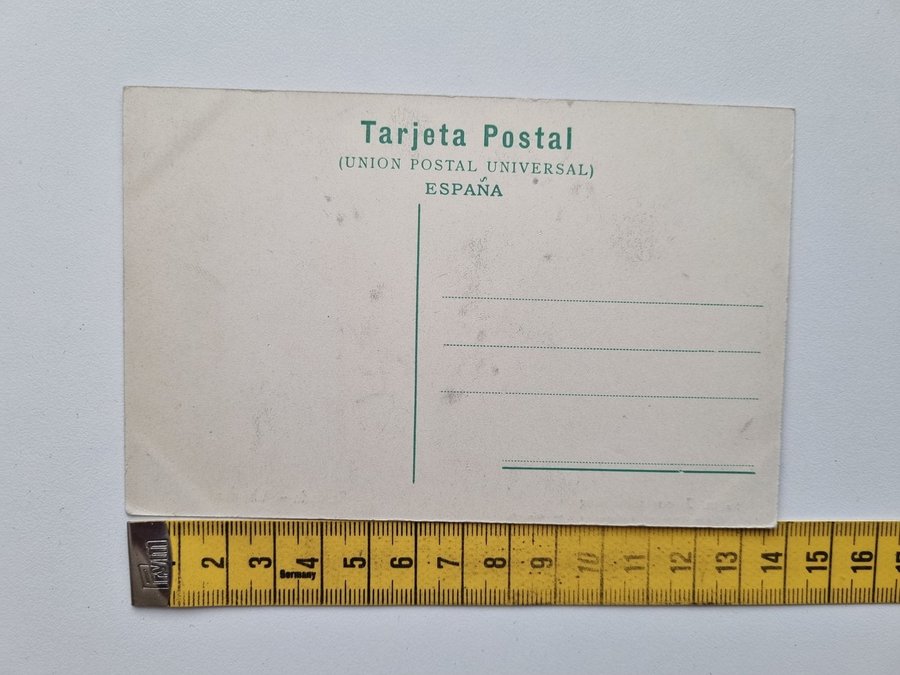 Tarjeta Postal
(UNION POSTAL UNIVERSAL)
ESPAÑA
2 3 4 5 6 7 8 9 10 11 12 13 14 15 16
Germany